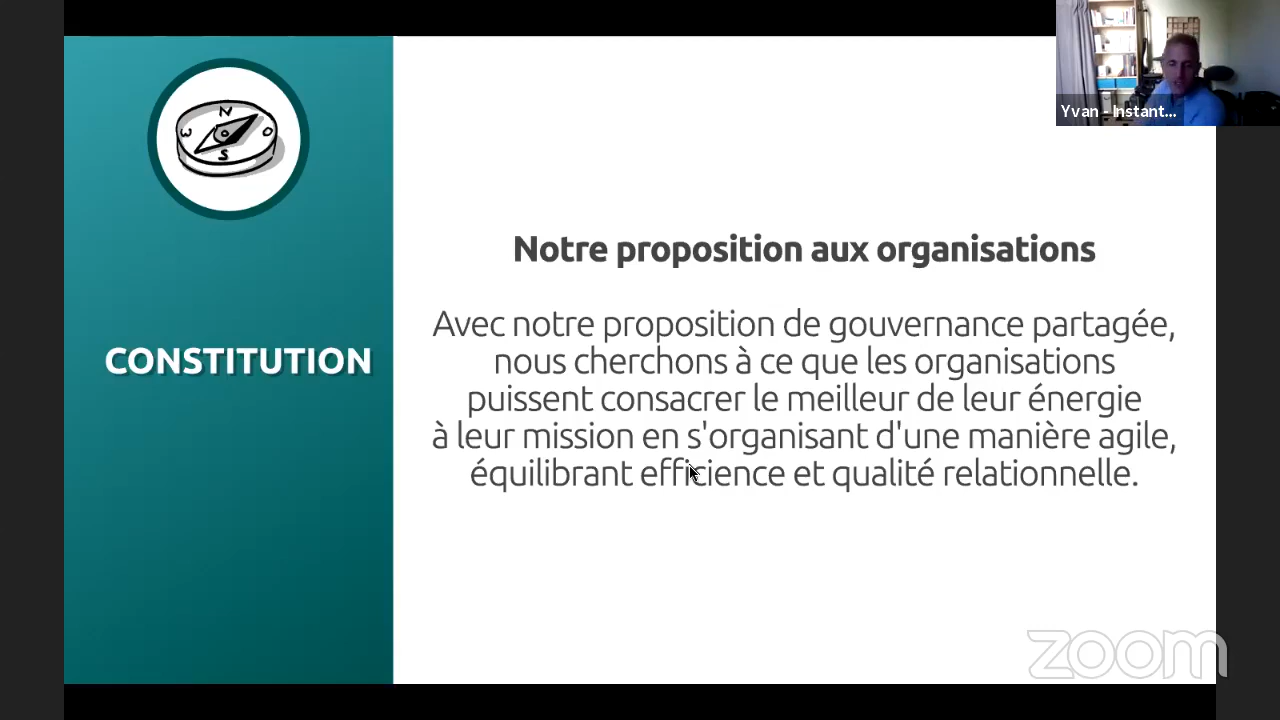 Yvan - Instant...
N
W
O
S
CONSTITUTION
Notre proposition aux organisations
Avec notre proposition de gouvernance partagée,
nous cherchons à ce que les organisations
puissent consacrer le meilleur de leur énergie
à leur mission en s'organisant d'une manière agile,
équilibrant efficience et qualité relationnelle.
zoom